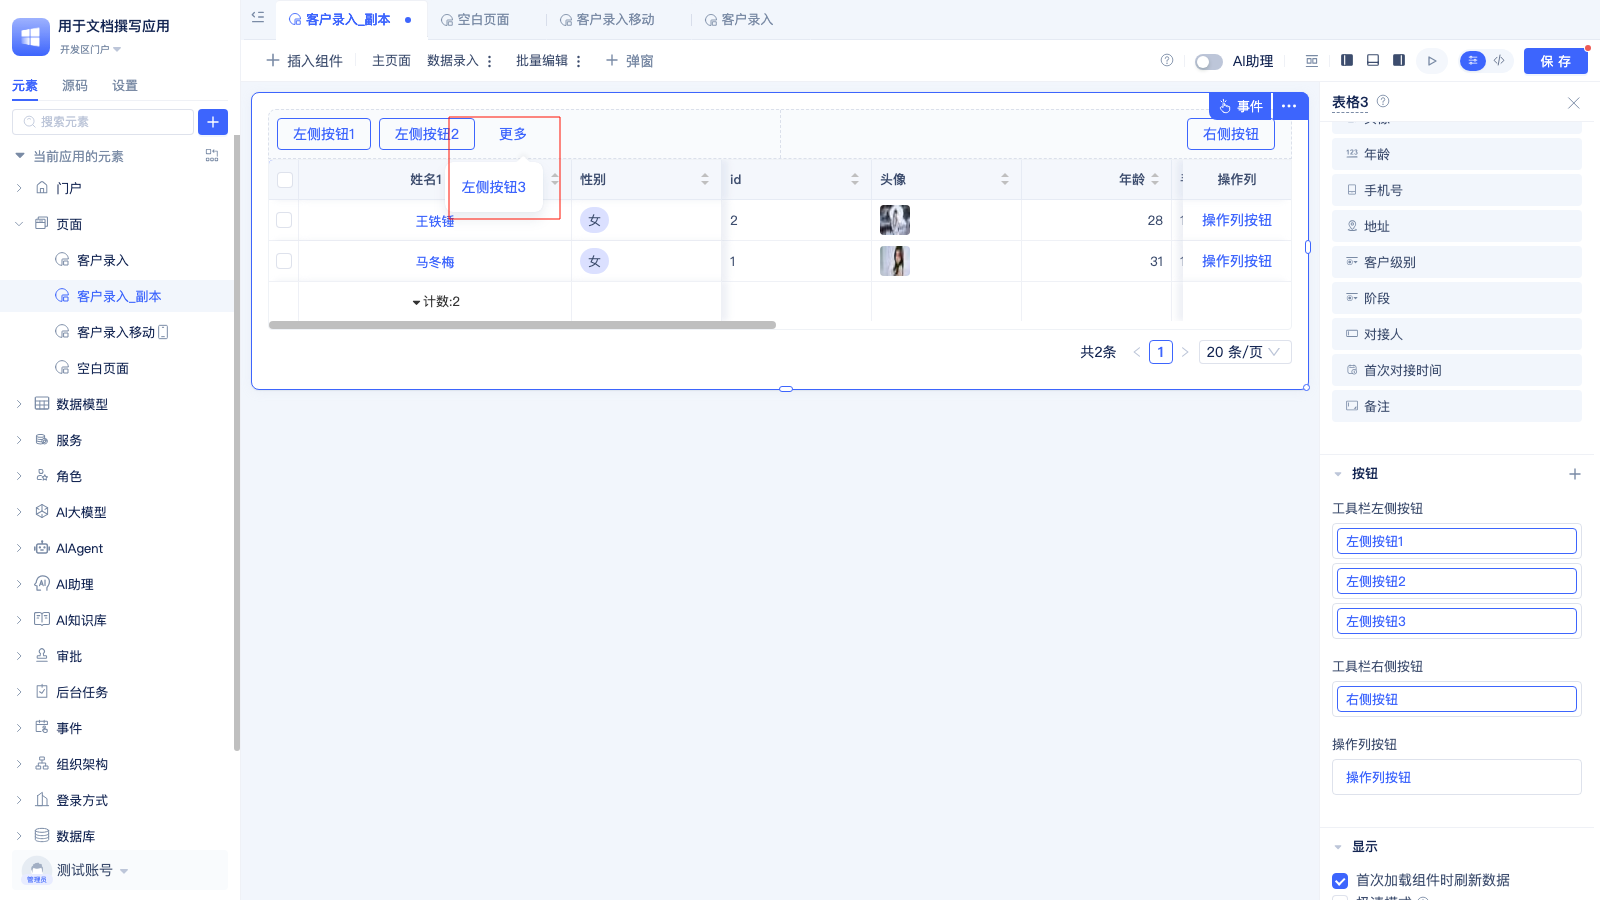 用于文档撰写应用
开发区门户
元素 源码 设置
搜索元素
当前应用的元素
门户
页面
客户录入
客户录入_副本
客户录入移动
空白页面
数据模型
服务
角色
AI大模型
AIAgent
AI助理
AI知识库
审批
后台任务
事件
组织架构
登录方式
数据库
测试账号
管理员
客户录入_副本 空白页面 客户录入移动 客户录入
插入组件 主页面 数据录入 批量编辑 弹窗 AI助理 保存
事件
左侧按钮1 左侧按钮2 更多 右侧按钮
左侧按钮3
姓名1 性别 id 头像 年龄 操作列
王铁锤 女 2 28 操作列按钮
马冬梅 女 1 31 操作列按钮
计数:2
共2条 1 20 条/页
表格3
年龄
手机号
地址
客户级别
阶段
对接人
首次对接时间
备注
按钮
工具栏左侧按钮
左侧按钮1
左侧按钮2
左侧按钮3
工具栏右侧按钮
右侧按钮
操作列按钮
操作列按钮
显示
首次加载组件时刷新数据